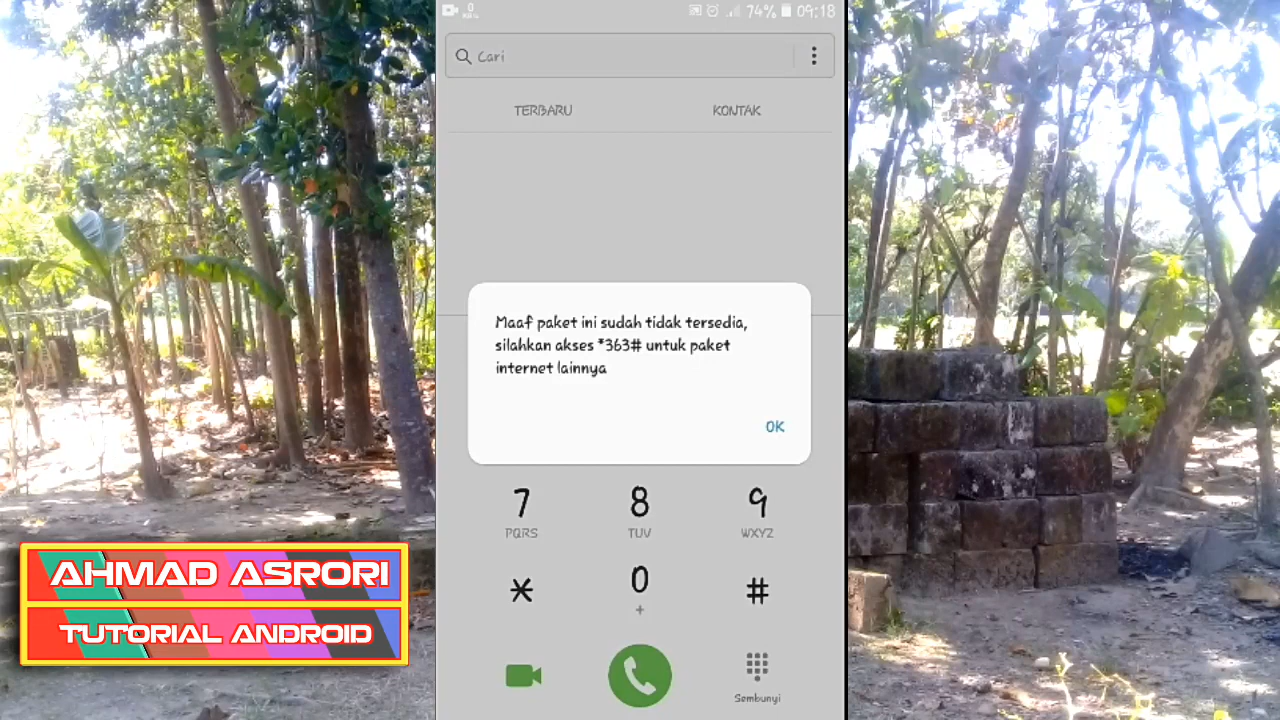 0
74% 09:18
Cari
TERBARU KONTAK
Maaf paket ini sudah tidak tersedia,
silahkan akses *363# untuk paket
internet lainnya
OK
7 8 9
PQRS TUV WXYZ
* 0 #
+
Sembunyi
AHMAD ASRORI
TUTORIAL ANDROID